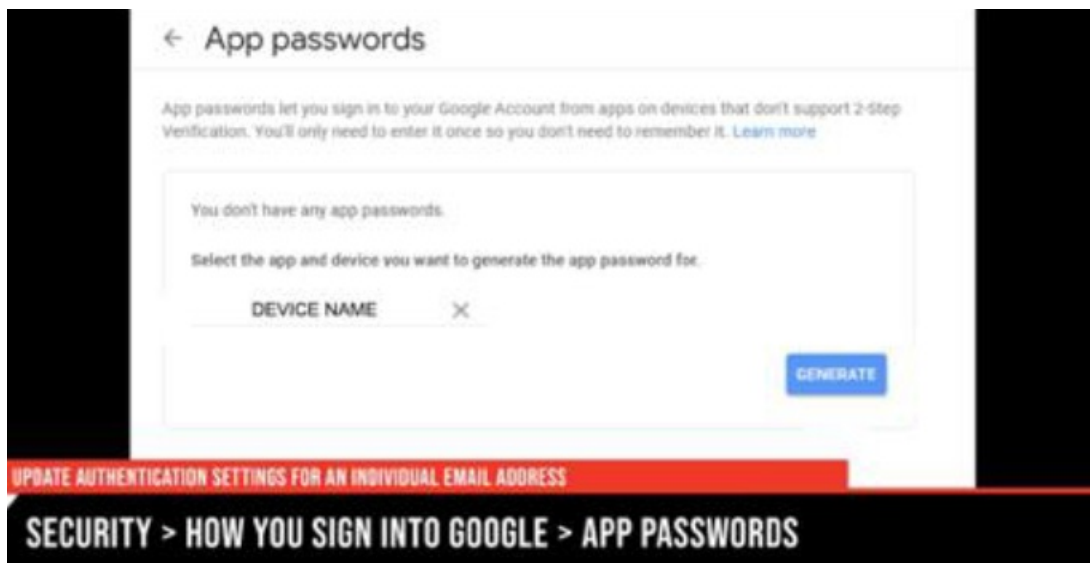 ← App passwords
App passwords let you sign in to your Google Account from apps on devices that don't support 2-Step
Verification. You'll only need to enter it once so you don't need to remember it. Learn more
You don't have any app passwords.
Select the app and device you want to generate the app password for.
DEVICE NAME ×
GENERATE
UPDATE AUTHENTICATION SETTINGS FOR AN INDIVIDUAL EMAIL ADDRESS
SECURITY > HOW YOU SIGN INTO GOOGLE > APP PASSWORDS